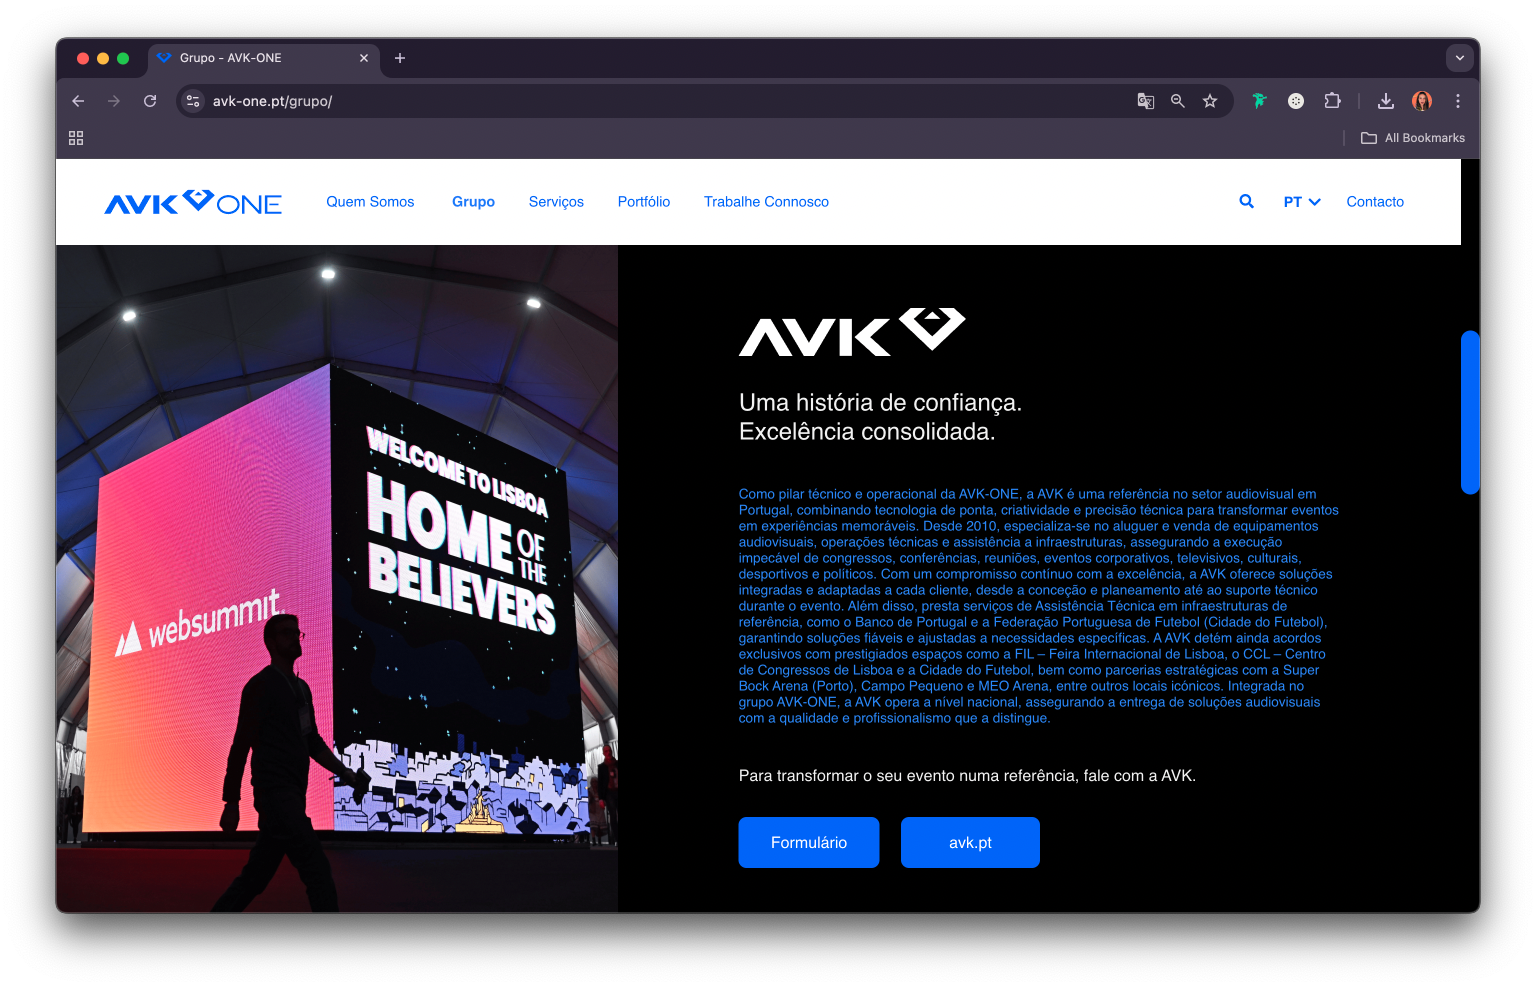 Grupo - AVK-ONE
avk-one.pt/grupo/
All Bookmarks
AVK ONE
Quem Somos
Grupo
Serviços
Portfólio
Trabalhe Connosco
PT
Contacto
WELCOME TO LISBOA
HOME OF THE
BELIEVERS
websummit
AVK
Uma história de confiança.
Excelência consolidada.
Como pilar técnico e operacional da AVK-ONE, a AVK é uma referência no setor audiovisual em
Portugal, combinando tecnologia de ponta, criatividade e precisão técnica para transformar eventos
em experiências memoráveis. Desde 2010, especializa-se no aluguer e venda de equipamentos
audiovisuais, operações técnicas e assistência a infraestruturas, assegurando a execução
impecável de congressos, conferências, reuniões, eventos corporativos, televisivos, culturais,
desportivos e políticos. Com um compromisso contínuo com a excelência, a AVK oferece soluções
integradas e adaptadas a cada cliente, desde a conceção e planeamento até ao suporte técnico
durante o evento. Além disso, presta serviços de Assistência Técnica em infraestruturas de
referência, como o Banco de Portugal e a Federação Portuguesa de Futebol (Cidade do Futebol),
garantindo soluções fiáveis e ajustadas a necessidades específicas. A AVK detém ainda acordos
exclusivos com prestigiados espaços como a FIL – Feira Internacional de Lisboa, o CCL – Centro
de Congressos de Lisboa e a Cidade do Futebol, bem como parcerias estratégicas com a Super
Bock Arena (Porto), Campo Pequeno e MEO Arena, entre outros locais icónicos. Integrada no
grupo AVK-ONE, a AVK opera a nível nacional, assegurando a entrega de soluções audiovisuais
com a qualidade e profissionalismo que a distingue.
Para transformar o seu evento numa referência, fale com a AVK.
Formulário
avk.pt